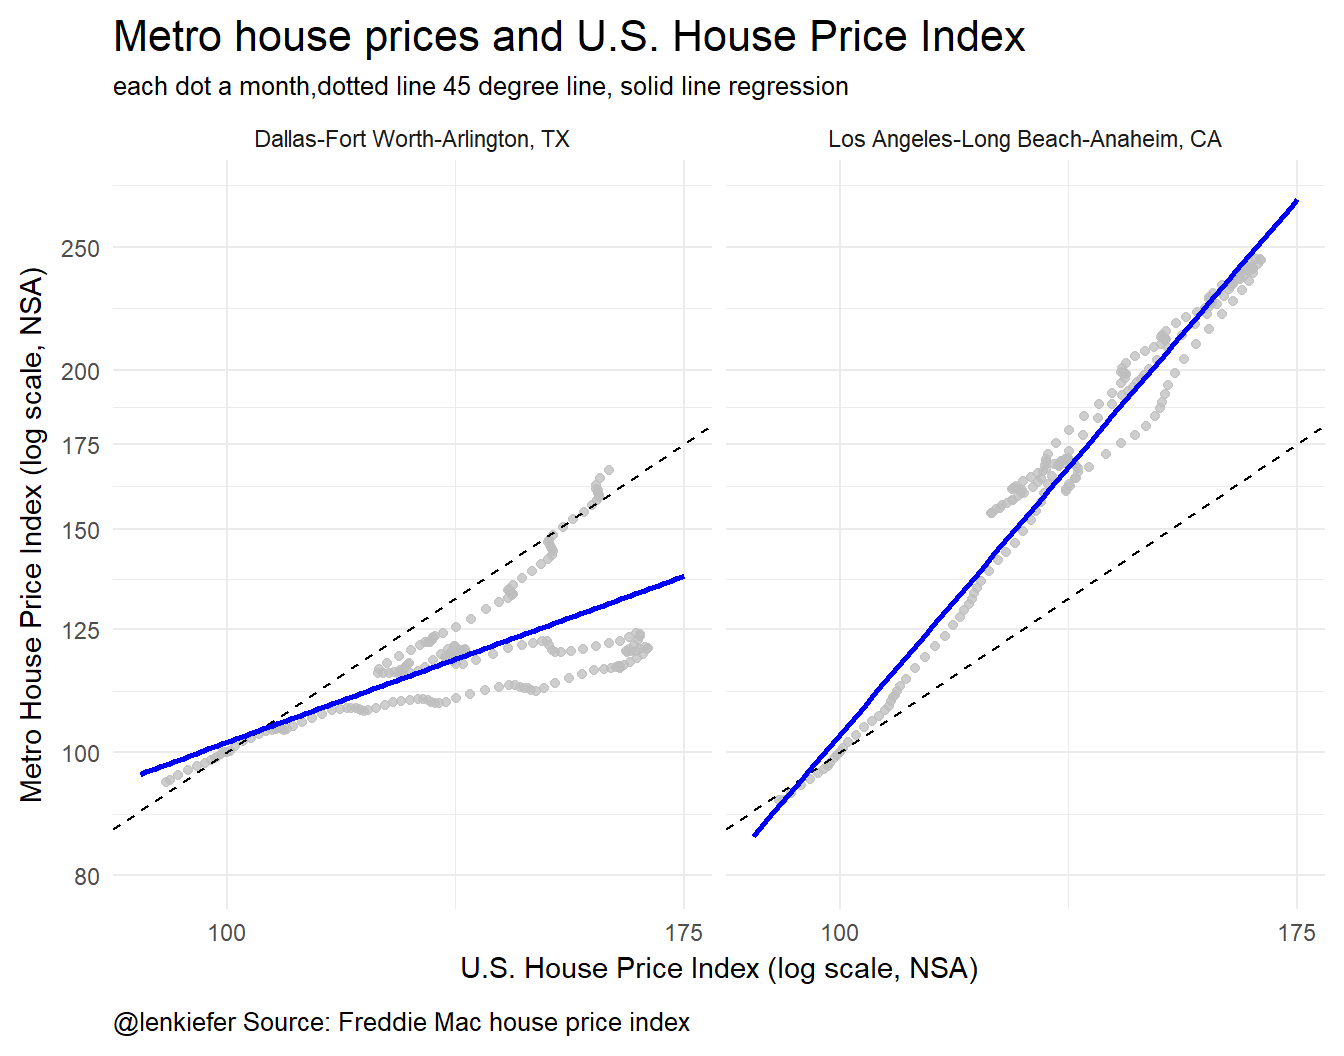 Metro house prices and U.S. House Price Index
each dot a month,dotted line 45 degree line, solid line regression
Dallas-Fort Worth-Arlington, TX
Los Angeles-Long Beach-Anaheim, CA
Metro House Price Index (log scale, NSA)
250
200
175
150
125
100
80
100
175
100
175
U.S. House Price Index (log scale, NSA)
@lenkiefer Source: Freddie Mac house price index